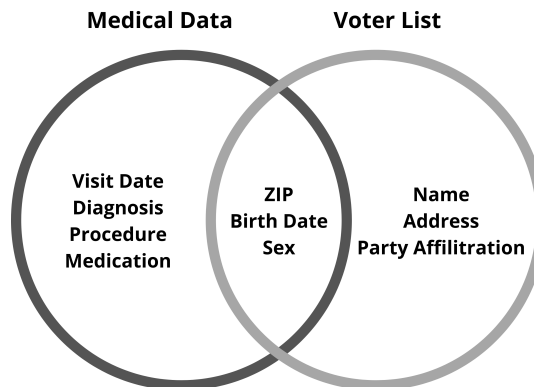 Medical Data
Voter List
Visit Date
Diagnosis
Procedure
Medication
ZIP
Birth Date
Sex
Name
Address
Party Affilitration